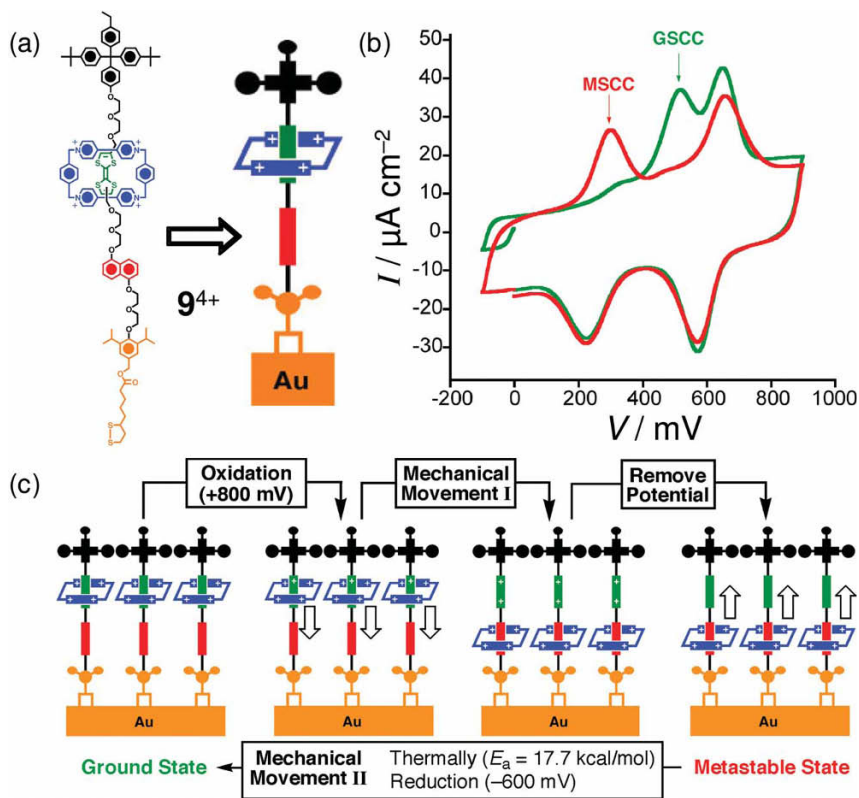 (a)
O
O
O
O
+
+
N
N
S
S
S
S
N
N
+
+
O
O
O
O
O
O
O
O
O
S
S
9⁴⁺
Au
(b)
MSCC
GSCC
I / µA cm⁻²
50
40
30
20
10
0
-10
-20
-30
-200
0
200
400
600
800
1000
V / mV
(c)
Oxidation
(+800 mV)
Mechanical
Movement I
Remove
Potential
Au
Au
Au
Au
Ground State
Mechanical
Movement II
Thermally (Eₐ = 17.7 kcal/mol)
Reduction (–600 mV)
Metastable State